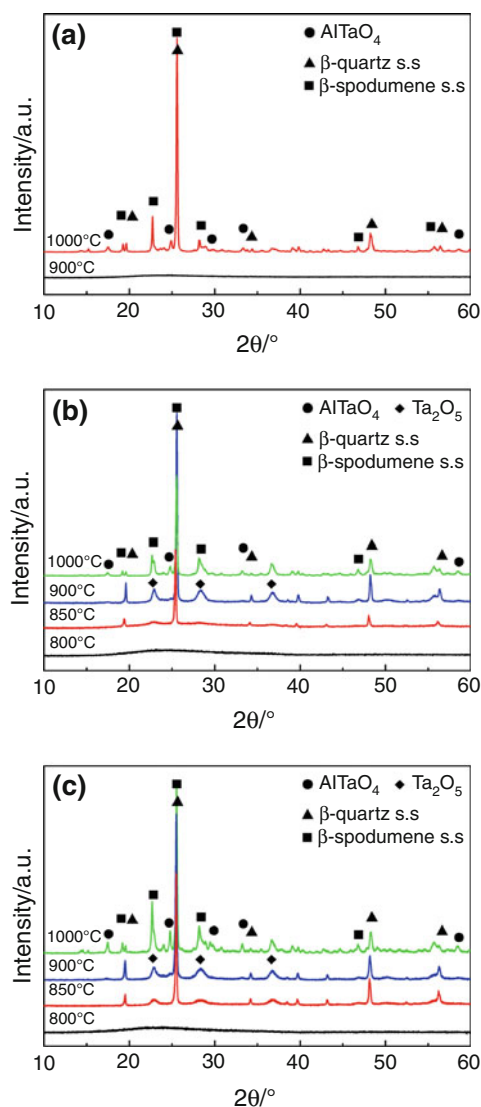 (a)
AlTaO4
β-quartz s.s
β-spodumene s.s
Intensity/a.u.
1000°C
900°C
10 20 30 40 50 60
2θ/°
(b)
AlTaO4 Ta2O5
β-quartz s.s
β-spodumene s.s
Intensity/a.u.
1000°C
900°C
850°C
800°C
10 20 30 40 50 60
2θ/°
(c)
AlTaO4 Ta2O5
β-quartz s.s
β-spodumene s.s
Intensity/a.u.
1000°C
900°C
850°C
800°C
10 20 30 40 50 60
2θ/°